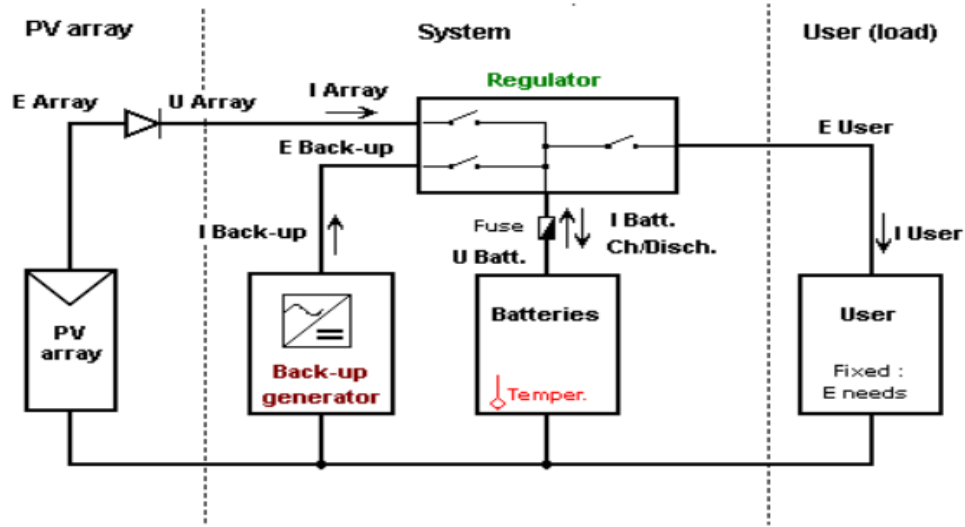 PV array
System
User (load)
Regulator
E Array
U Array
I Array
E Back-up
E User
I Back-up
Fuse
I Batt.
Ch/Disch.
U Batt.
I User
PV
array
Back-up
generator
Batteries
Temper.
User
Fixed :
E needs